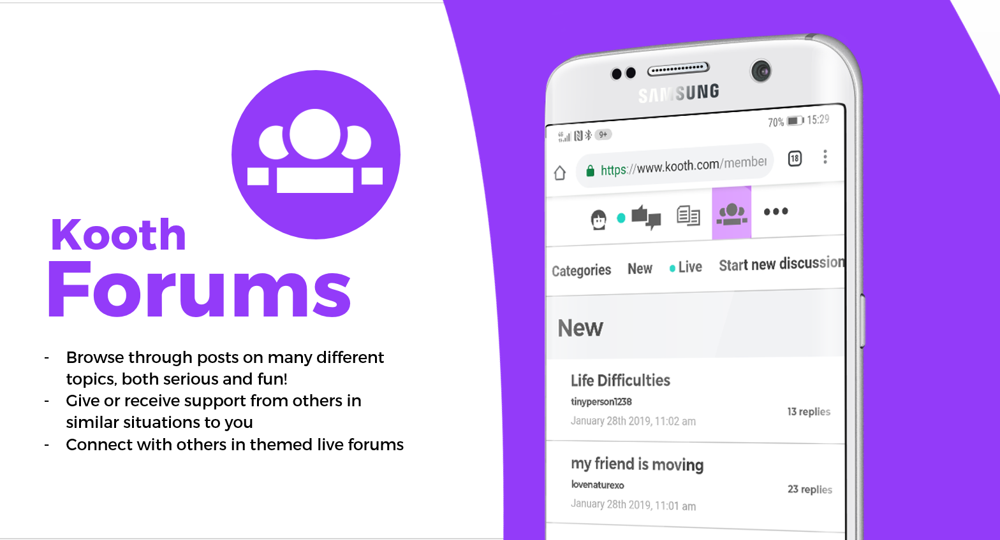 Kooth
Forums
- Browse through posts on many different
topics, both serious and fun!
- Give or receive support from others in
similar situations to you
- Connect with others in themed live forums
SAMSUNG
4G 9+ 70% 15:29
https://www.kooth.com/member 18
Categories New Live Start new discussion
New
Life Difficulties
tinyperson1238
13 replies
January 28th 2019, 11:02 am
my friend is moving
lovenaturexo
23 replies
January 28th 2019, 11:01 am